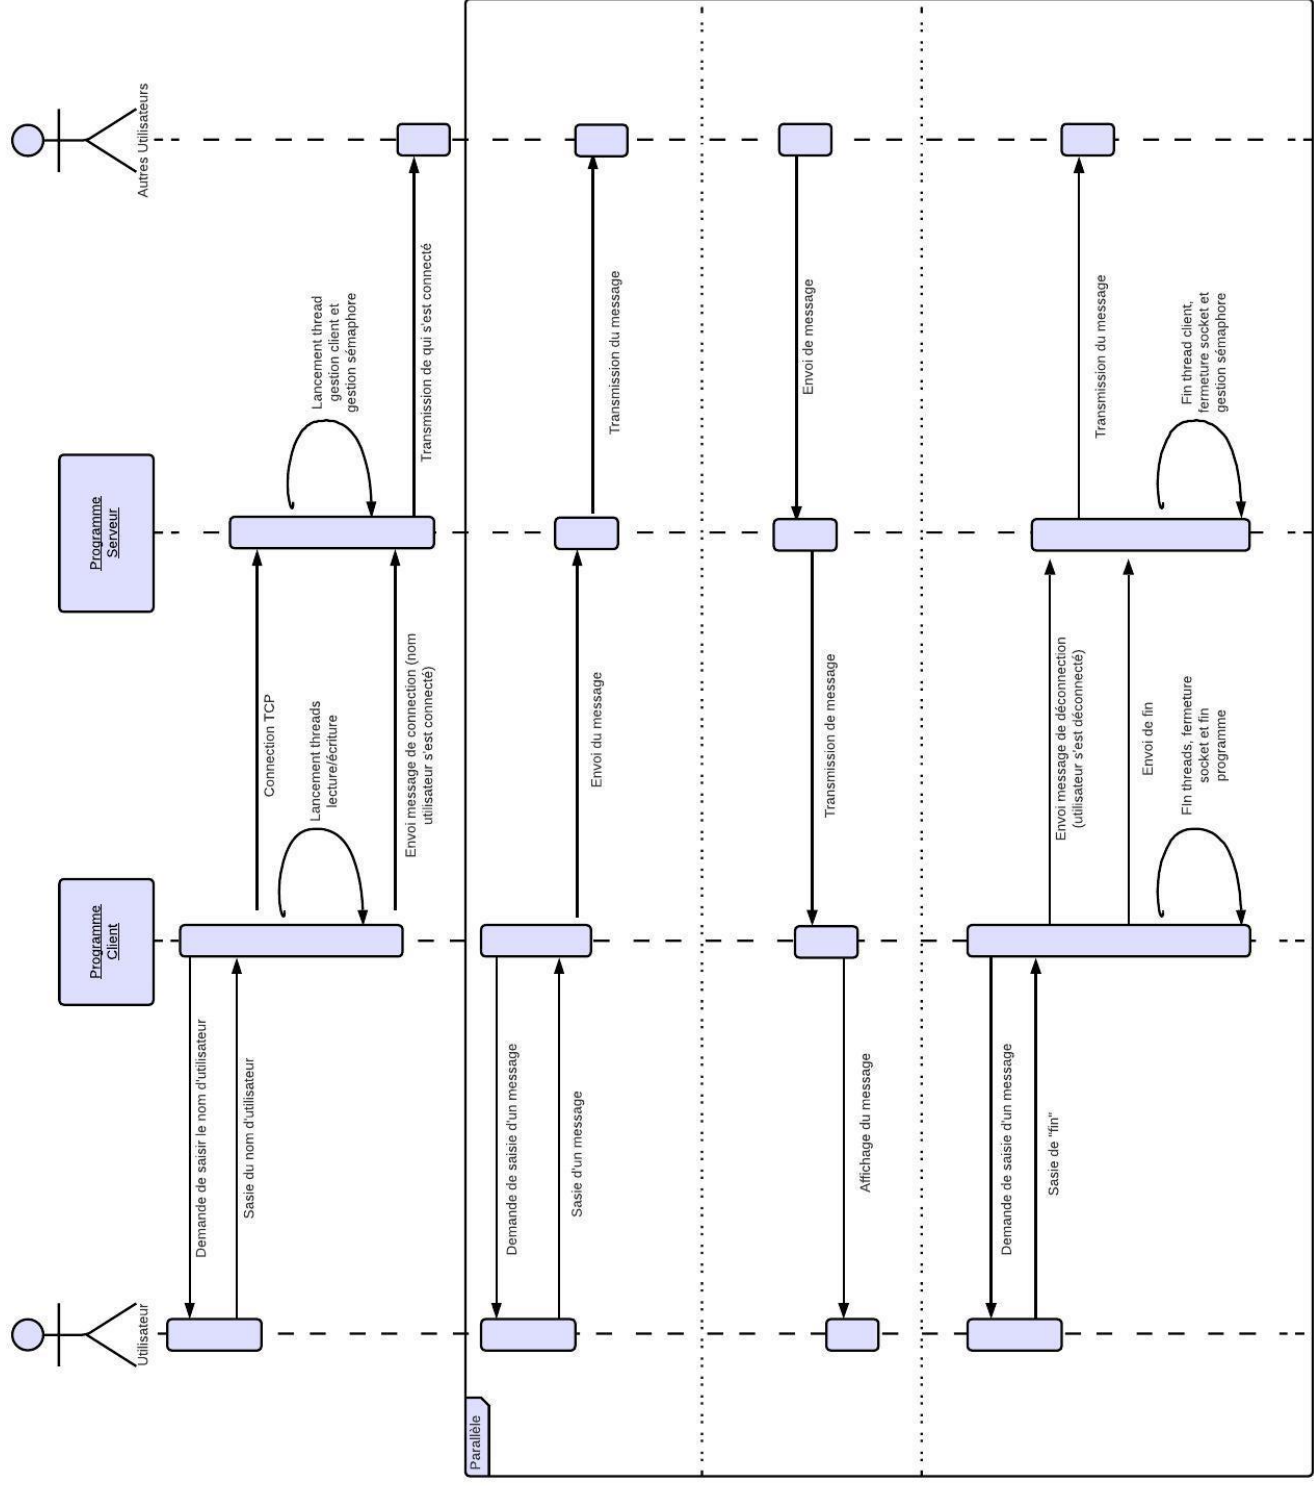 Utilisateur
Programme
Client
Programme
Serveur
Autres Utilisateurs
Demande de saisir le nom d'utilisateur
Sasie du nom d'utilisateur
Connection TCP
Lancement threads
lecture/écriture
Lancement thread
gestion client et
gestion sémaphore
Envoi message de connection (nom
utilisateur s'est connecté)
Transmission de qui s'est connecté
Parallèle
Demande de saisie d'un message
Sasie d'un message
Envoi du message
Transmission du message
Envoi de message
Transmission de message
Affichage du message
Demande de saisie d'un message
Sasie de "fin"
Envoi message de déconnection
(utilisateur s'est déconnecté)
Transmission du message
Envoi de fin
FIn threads, fermeture
socket et fin
programme
Fin thread client,
fermeture socket et
gestion sémaphore